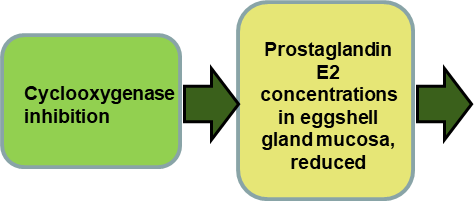 Cyclooxygenase
inhibition
Prostaglandin
E2
concentrations
in eggshell
gland mucosa,
reduced